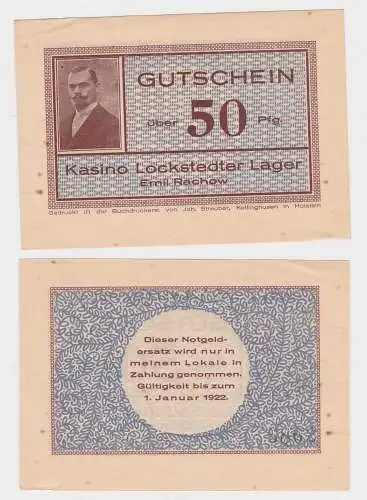 GUTSCHEIN
über 50 Pfg.
Kasino Lockstedter Lager
Emil Rachow
Gedruckt in der Buchdruckerei von Joh. Strauber, Kellinghusen in Holstein
Dieser Notgeld-
ersatz wird nur in
meinem Lokale in
Zahlung genommen.
Gültigkeit bis zum
1. Januar 1922.